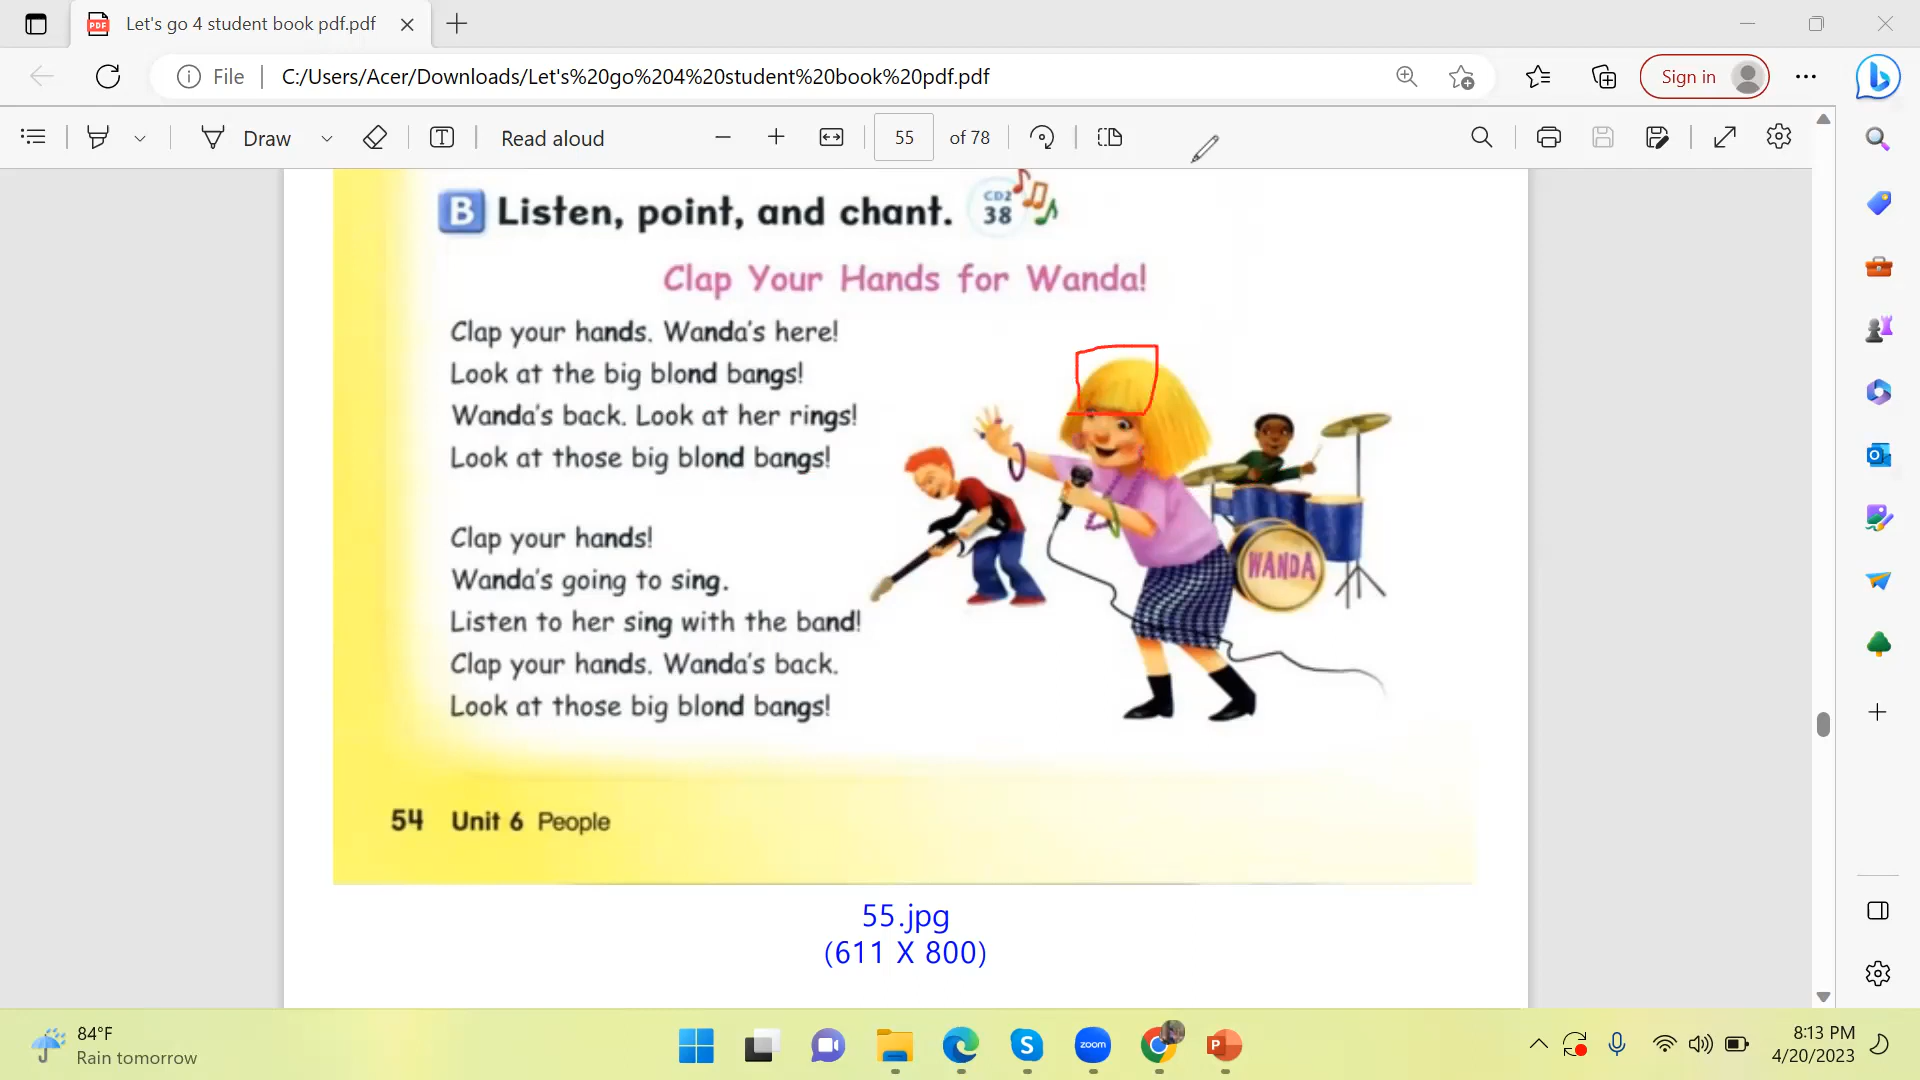 Let's go 4 student book pdf.pdf
File
C:/Users/Acer/Downloads/Let's%20go%204%20student%20book%20pdf.pdf
Sign in
Draw
Read aloud
55
of 78
B Listen, point, and chant.
CD2
38
Clap Your Hands for Wanda!
Clap your hands. Wanda's here!
Look at the big blond bangs!
Wanda's back. Look at her rings!
Look at those big blond bangs!
Clap your hands!
Wanda's going to sing.
Listen to her sing with the band!
Clap your hands. Wanda's back.
Look at those big blond bangs!
WANDA
54 Unit 6 People
55.jpg
(611 X 800)
84°F
Rain tomorrow
zoom
8:13 PM
4/20/2023